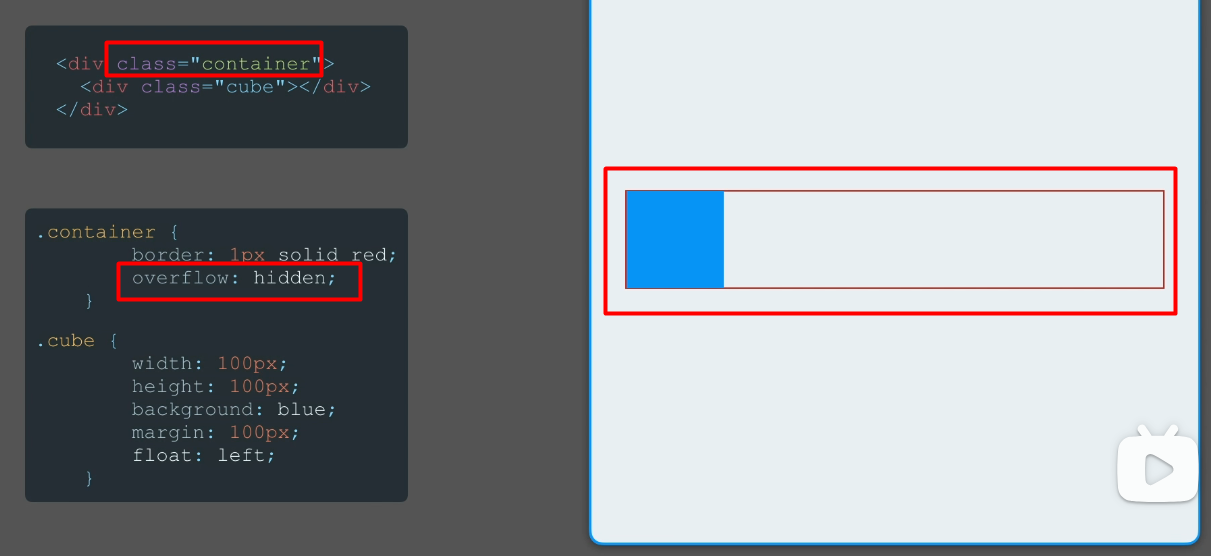 <div class="container">
<div class="cube"></div>
</div>
.container {
border: 1px solid red;
overflow: hidden;
}
.cube {
width: 100px;
height: 100px;
background: blue;
margin: 100px;
float: left;
}